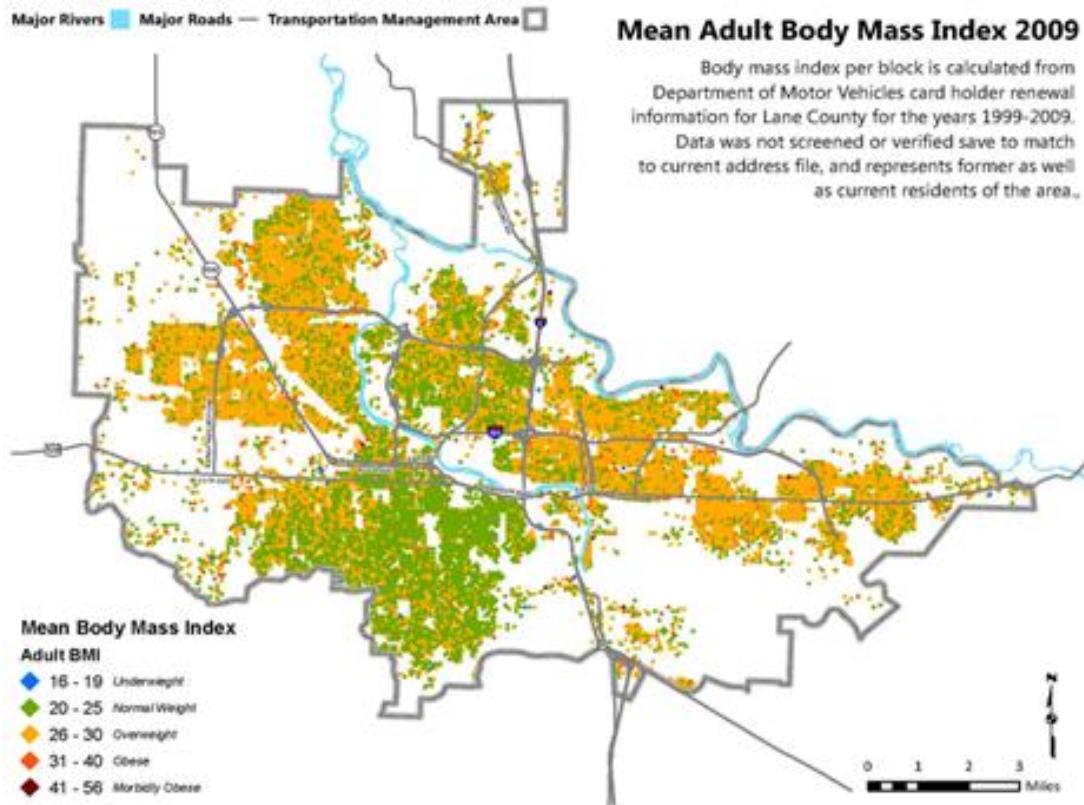 Major Rivers Major Roads Transportation Management Area
Mean Adult Body Mass Index 2009
Body mass index per block is calculated from
Department of Motor Vehicles card holder renewal
information for Lane County for the years 1999-2009.
Data was not screened or verified save to match
to current address file, and represents former as well
as current residents of the area.,
Mean Body Mass Index
Adult BMI
16 - 19 Underweight
20 - 25 Normal Weight
26 - 30 Overweight
31 - 40 Obese
41 - 56 Morbidly Obese
N
0 1 2 3
Miles